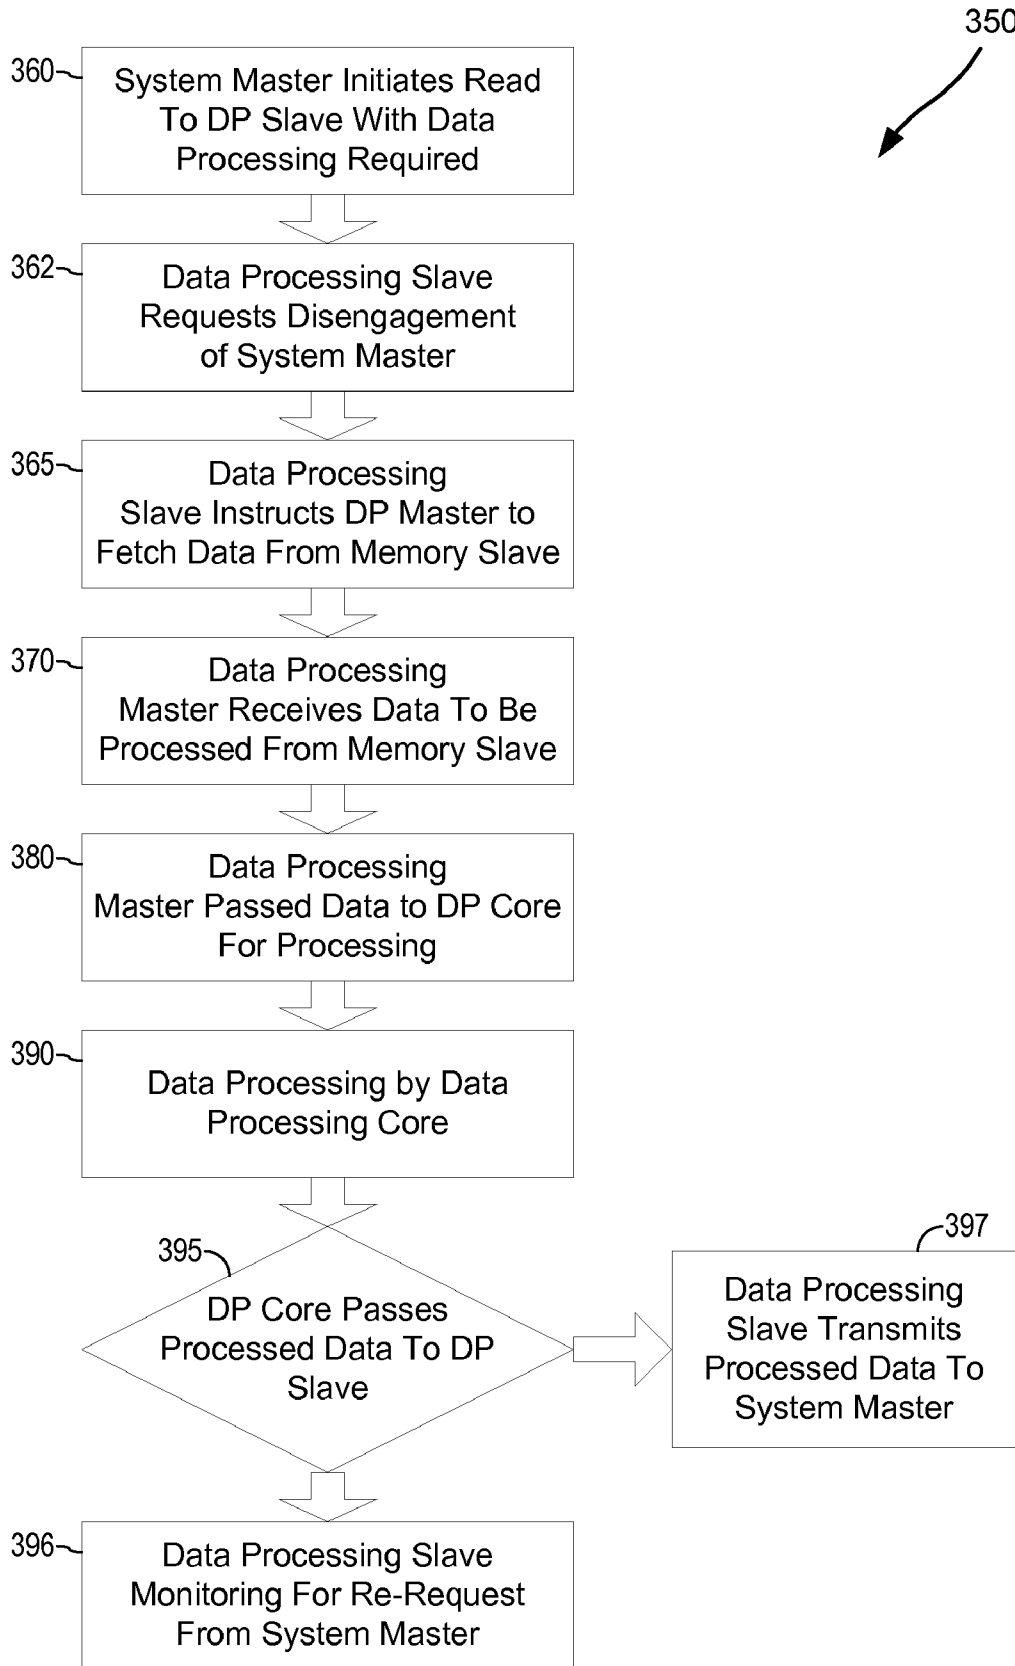 350
360
System Master Initiates Read
To DP Slave With Data
Processing Required
362
Data Processing Slave
Requests Disengagement
of System Master
365
Data Processing
Slave Instructs DP Master to
Fetch Data From Memory Slave
370
Data Processing
Master Receives Data To Be
Processed From Memory Slave
380
Data Processing
Master Passed Data to DP Core
For Processing
390
Data Processing by Data
Processing Core
395
DP Core Passes
Processed Data To DP
Slave
397
Data Processing
Slave Transmits
Processed Data To
System Master
396
Data Processing Slave
Monitoring For Re-Request
From System Master